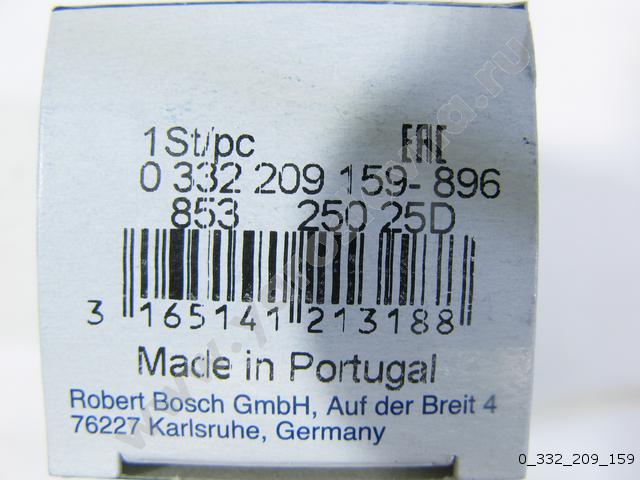 1St/pc EAC
0 332 209 159-896
853 250 25D
3 165141 213188
Made in Portugal
Robert Bosch GmbH, Auf der Breit 4
76227 Karlsruhe, Germany
0_332_209_159